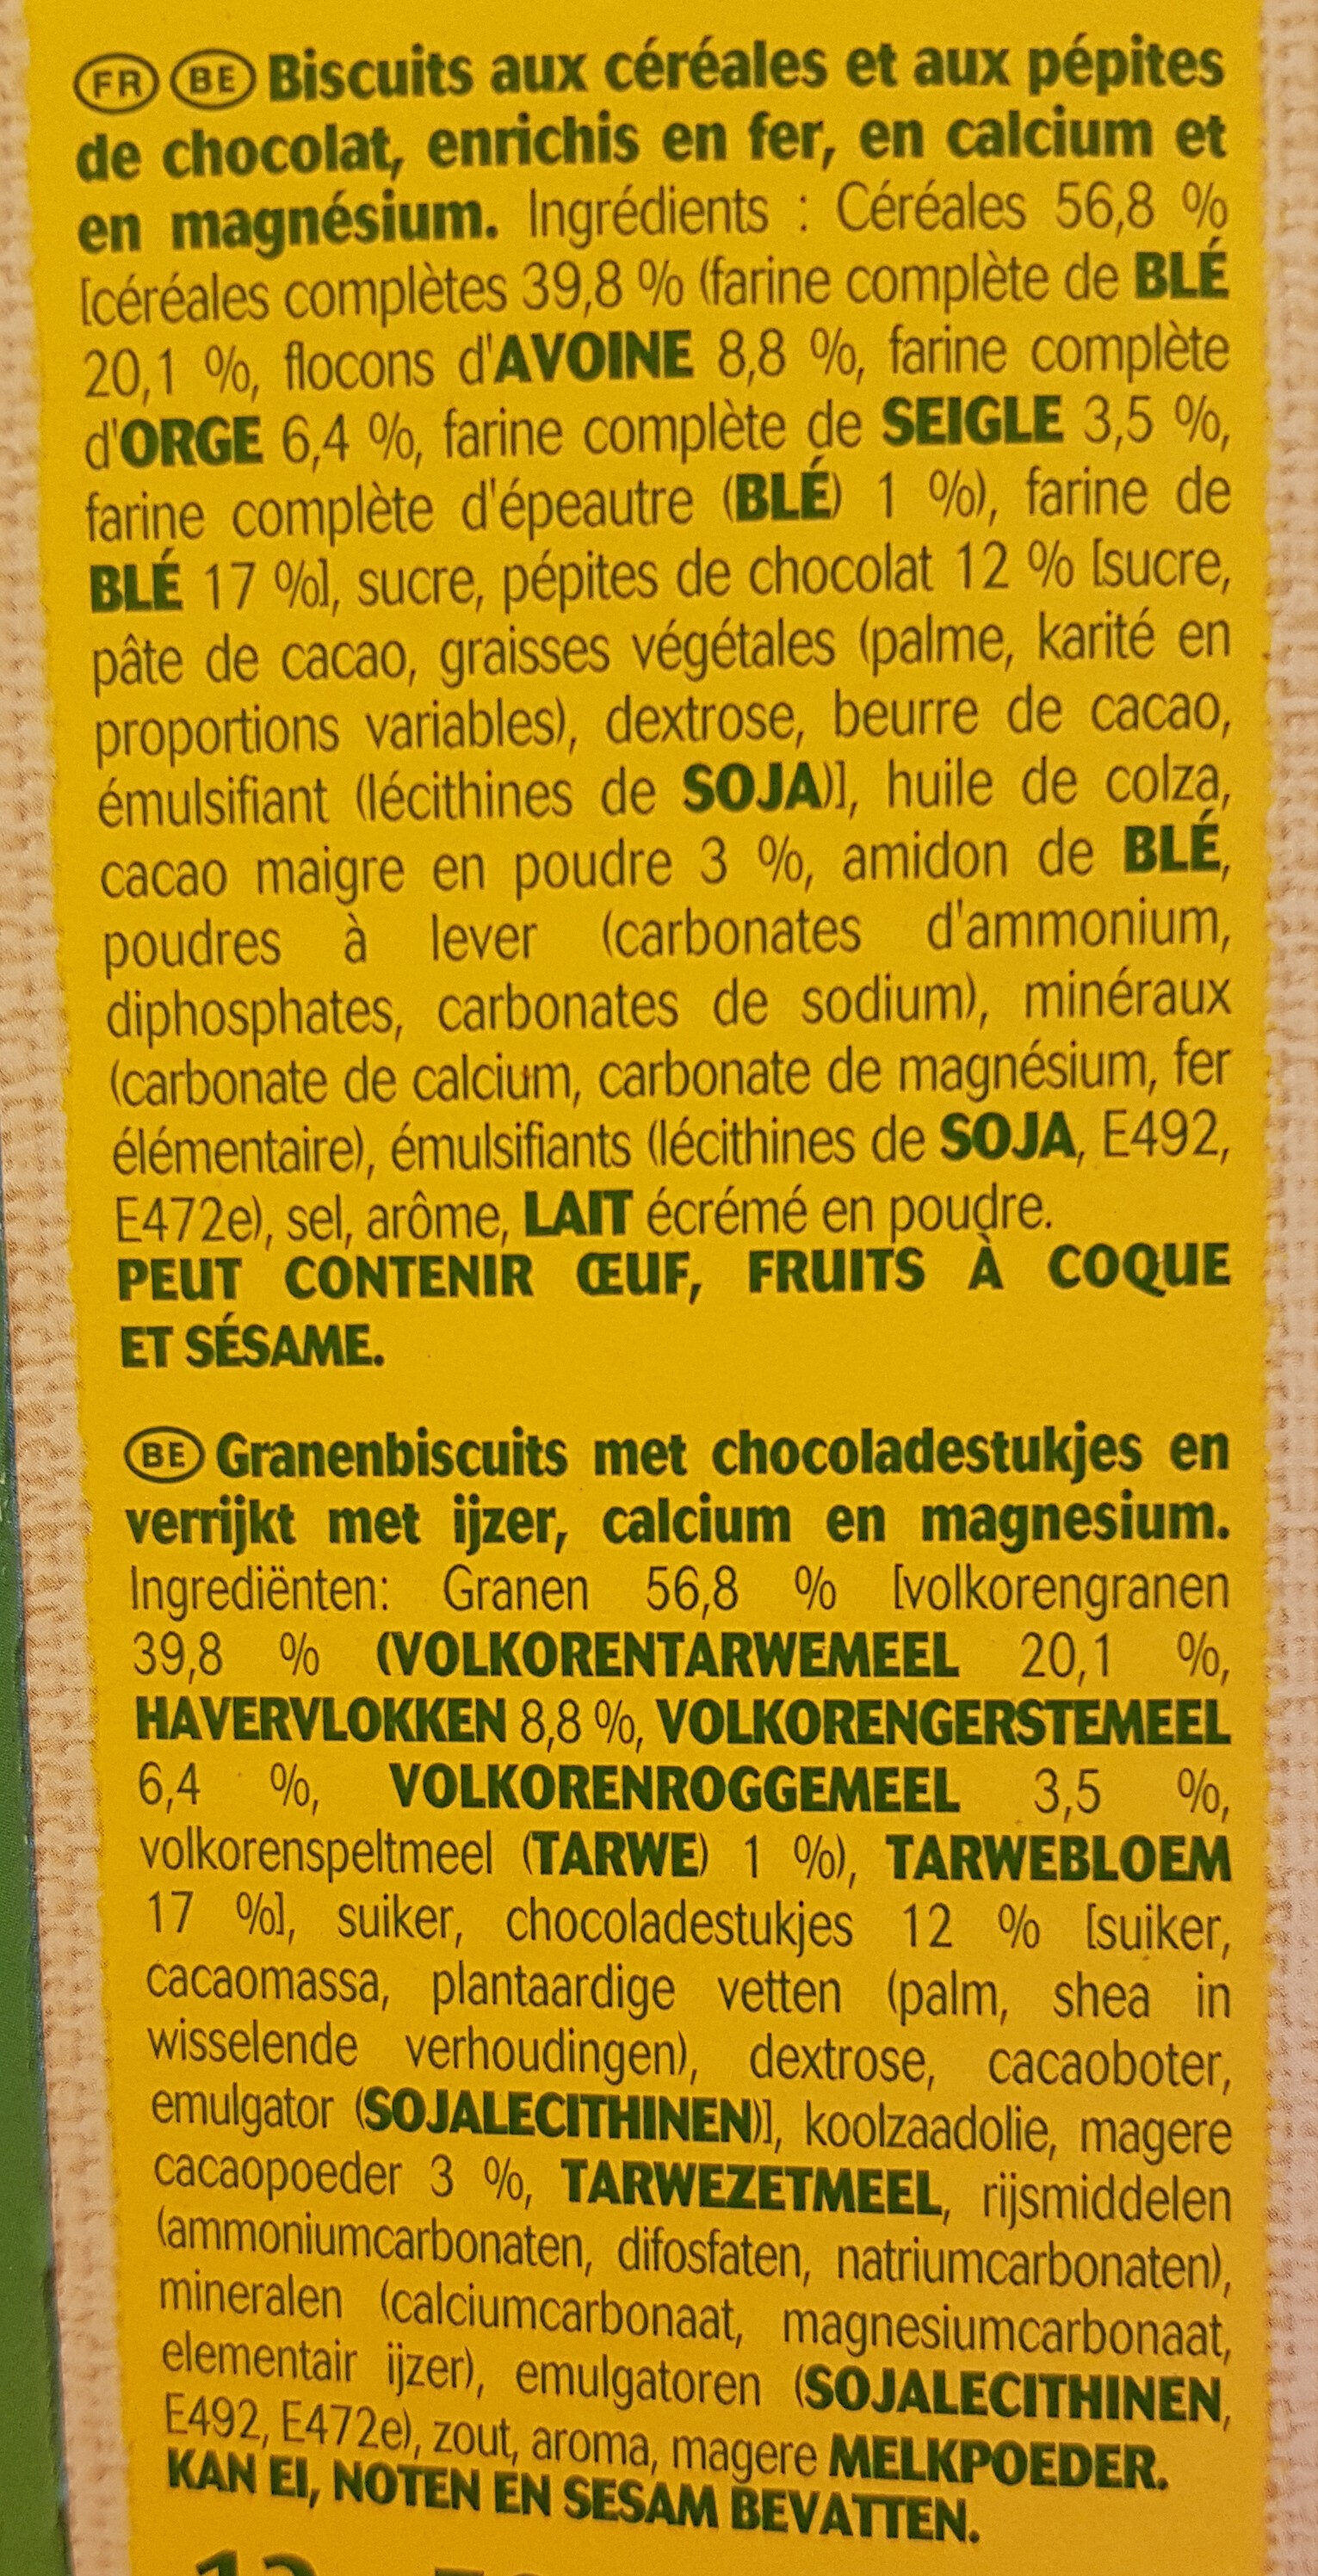 FR BE Biscuits aux céréales et aux pépites
de chocolat, enrichis en fer, en calcium et
en magnésium. Ingrédients : Céréales 56,8 %
[céréales complètes 39,8 % (farine complète de BLÉ
20,1 %, flocons d'AVOINE 8,8 %, farine complète
d'ORGE 6,4 %, farine complète de SEIGLE 3,5 %,
farine complète d'épeautre (BLÉ) 1 %), farine de
BLÉ 17 %], sucre, pépites de chocolat 12 % [sucre,
pâte de cacao, graisses végétales (palme, karité en
proportions variables), dextrose, beurre de cacao,
émulsifiant (lécithines de SOJA)], huile de colza,
cacao maigre en poudre 3 %, amidon de BLÉ,
poudres à lever (carbonates d'ammonium,
diphosphates, carbonates de sodium), minéraux
(carbonate de calcium, carbonate de magnésium, fer
élémentaire), émulsifiants (lécithines de SOJA, E492,
E472e), sel, arôme, LAIT écrémé en poudre.
PEUT CONTENIR ŒUF, FRUITS À COQUE
ET SÉSAME.
BE Granenbiscuits met chocoladestukjes en
verrijkt met ijzer, calcium en magnesium.
Ingrediënten: Granen 56,8 % [volkorengranen
39,8 % (VOLKORENTARWEMEEL 20,1 %,
HAVERVLOKKEN 8,8 %, VOLKORENGERSTEMEEL
6,4 %, VOLKORENROGGEMEEL 3,5 %,
volkorenspeltmeel (TARWE) 1 %), TARWEBLOEM
17 %], suiker, chocoladestukjes 12 % [suiker,
cacaomassa, plantaardige vetten (palm, shea in
wisselende verhoudingen), dextrose, cacaoboter,
emulgator (SOJALECITHINEN)], koolzaadolie, magere
cacaopoeder 3 %, TARWEZETMEEL, rijsmiddelen
(ammoniumcarbonaten, difosfaten, natriumcarbonaten),
mineralen (calciumcarbonaat, magnesiumcarbonaat,
elementair ijzer), emulgatoren (SOJALECITHINEN,
E492, E472e), zout, aroma, magere MELKPOEDER.
KAN EI, NOTEN EN SESAM BEVATTEN.